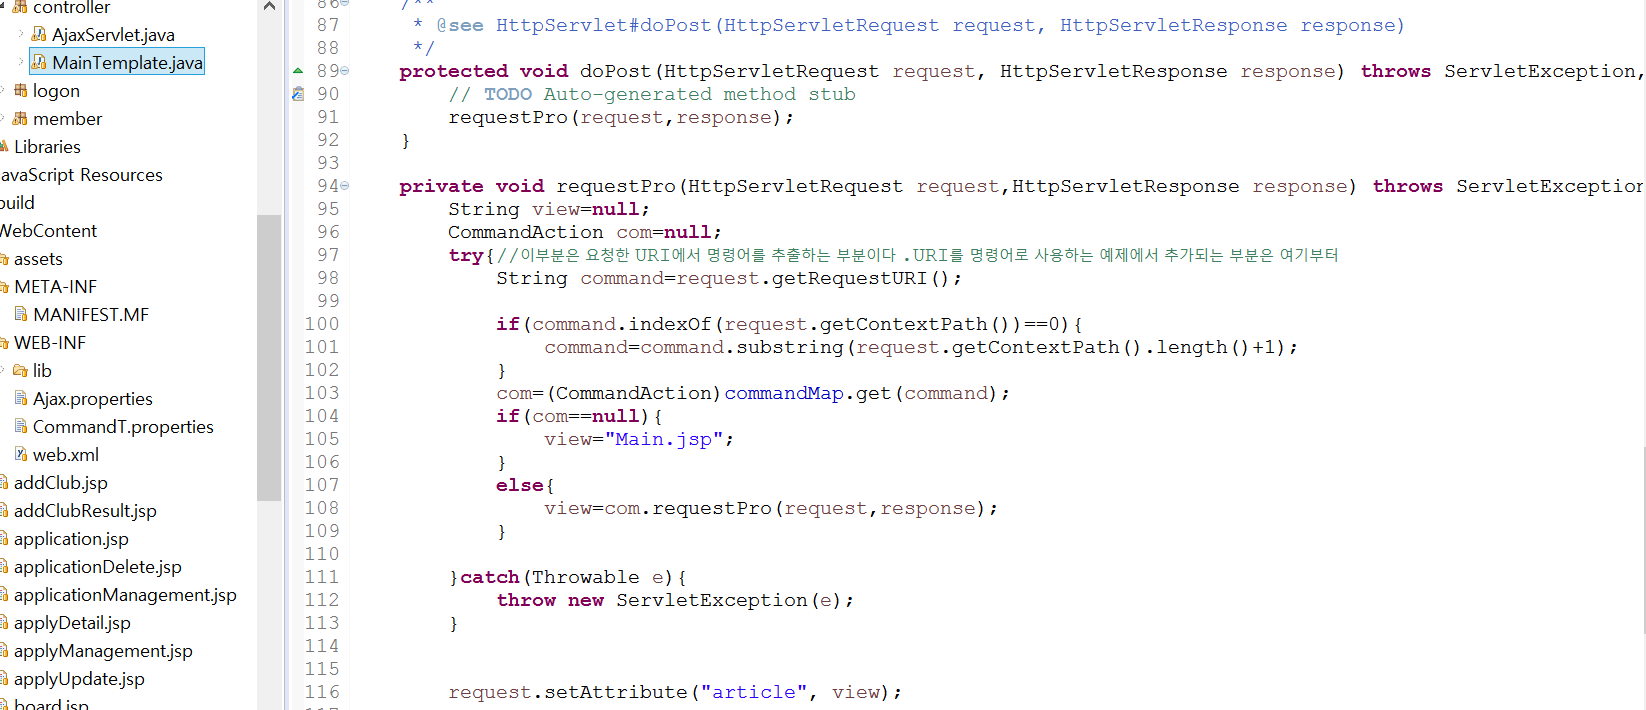 controller
AjaxServlet.java
MainTemplate.java
logon
member
Libraries
avaScript Resources
build
WebContent
assets
META-INF
MANIFEST.MF
WEB-INF
lib
Ajax.properties
CommandT.properties
web.xml
addClub.jsp
addClubResult.jsp
application.jsp
applicationDelete.jsp
applicationManagement.jsp
applyDetail.jsp
applyManagement.jsp
applyUpdate.jsp
board.jsp
86 /**
87 * @see HttpServlet#doPost(HttpServletRequest request, HttpServletResponse response)
88 */
89 protected void doPost(HttpServletRequest request, HttpServletResponse response) throws ServletException,
90 // TODO Auto-generated method stub
91 requestPro(request,response);
92 }
93
94 private void requestPro(HttpServletRequest request,HttpServletResponse response) throws ServletException
95 String view=null;
96 CommandAction com=null;
97 try{//이부분은 요청한 URI에서 명령어를 추출하는 부분이다 .URI를 명령어로 사용하는 예제에서 추가되는 부분은 여기부터
98 String command=request.getRequestURI();
99
100 if(command.indexOf(request.getContextPath())==0){
101 command=command.substring(request.getContextPath().length()+1);
102 }
103 com=(CommandAction)commandMap.get(command);
104 if(com==null){
105 view="Main.jsp";
106 }
107 else{
108 view=com.requestPro(request,response);
109 }
110
111 }catch(Throwable e){
112 throw new ServletException(e);
113 }
114
115
116 request.setAttribute("article", view);